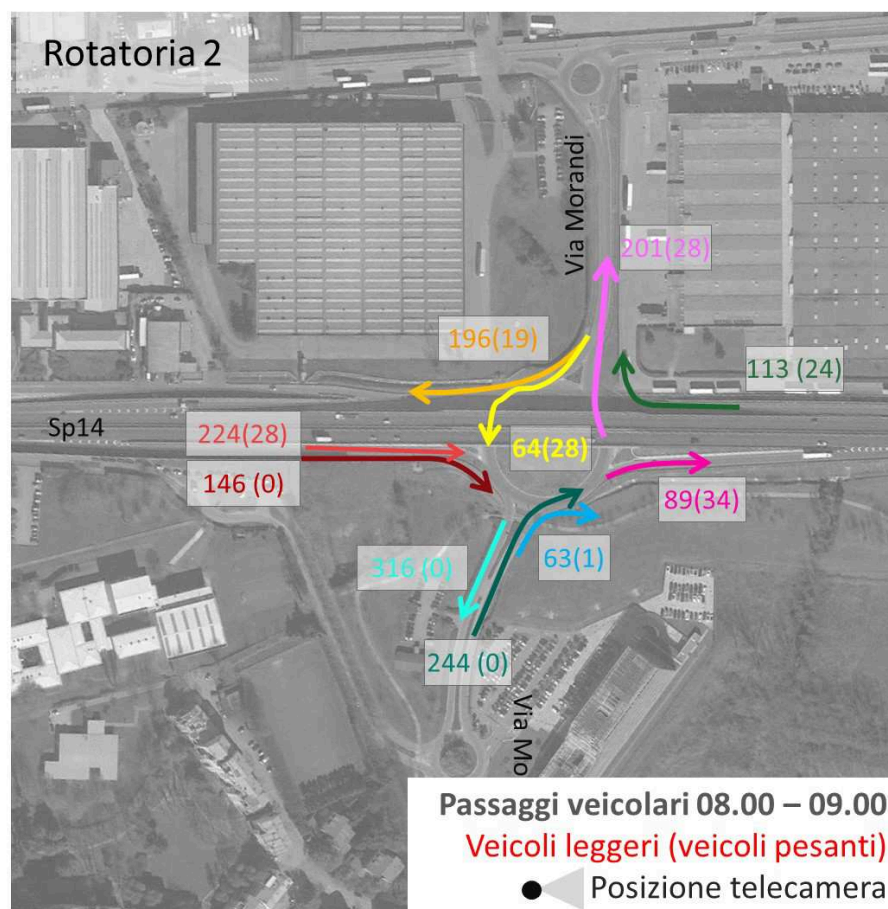 Rotatoria 2
Via Morandi
201(28)
196(19)
113 (24)
Sp14
224(28)
64(28)
146 (0)
89(34)
316 (0)
63(1)
244 (0)
Via Mo
Passaggi veicolari 08.00 – 09.00
Veicoli leggeri (veicoli pesanti)
Posizione telecamera